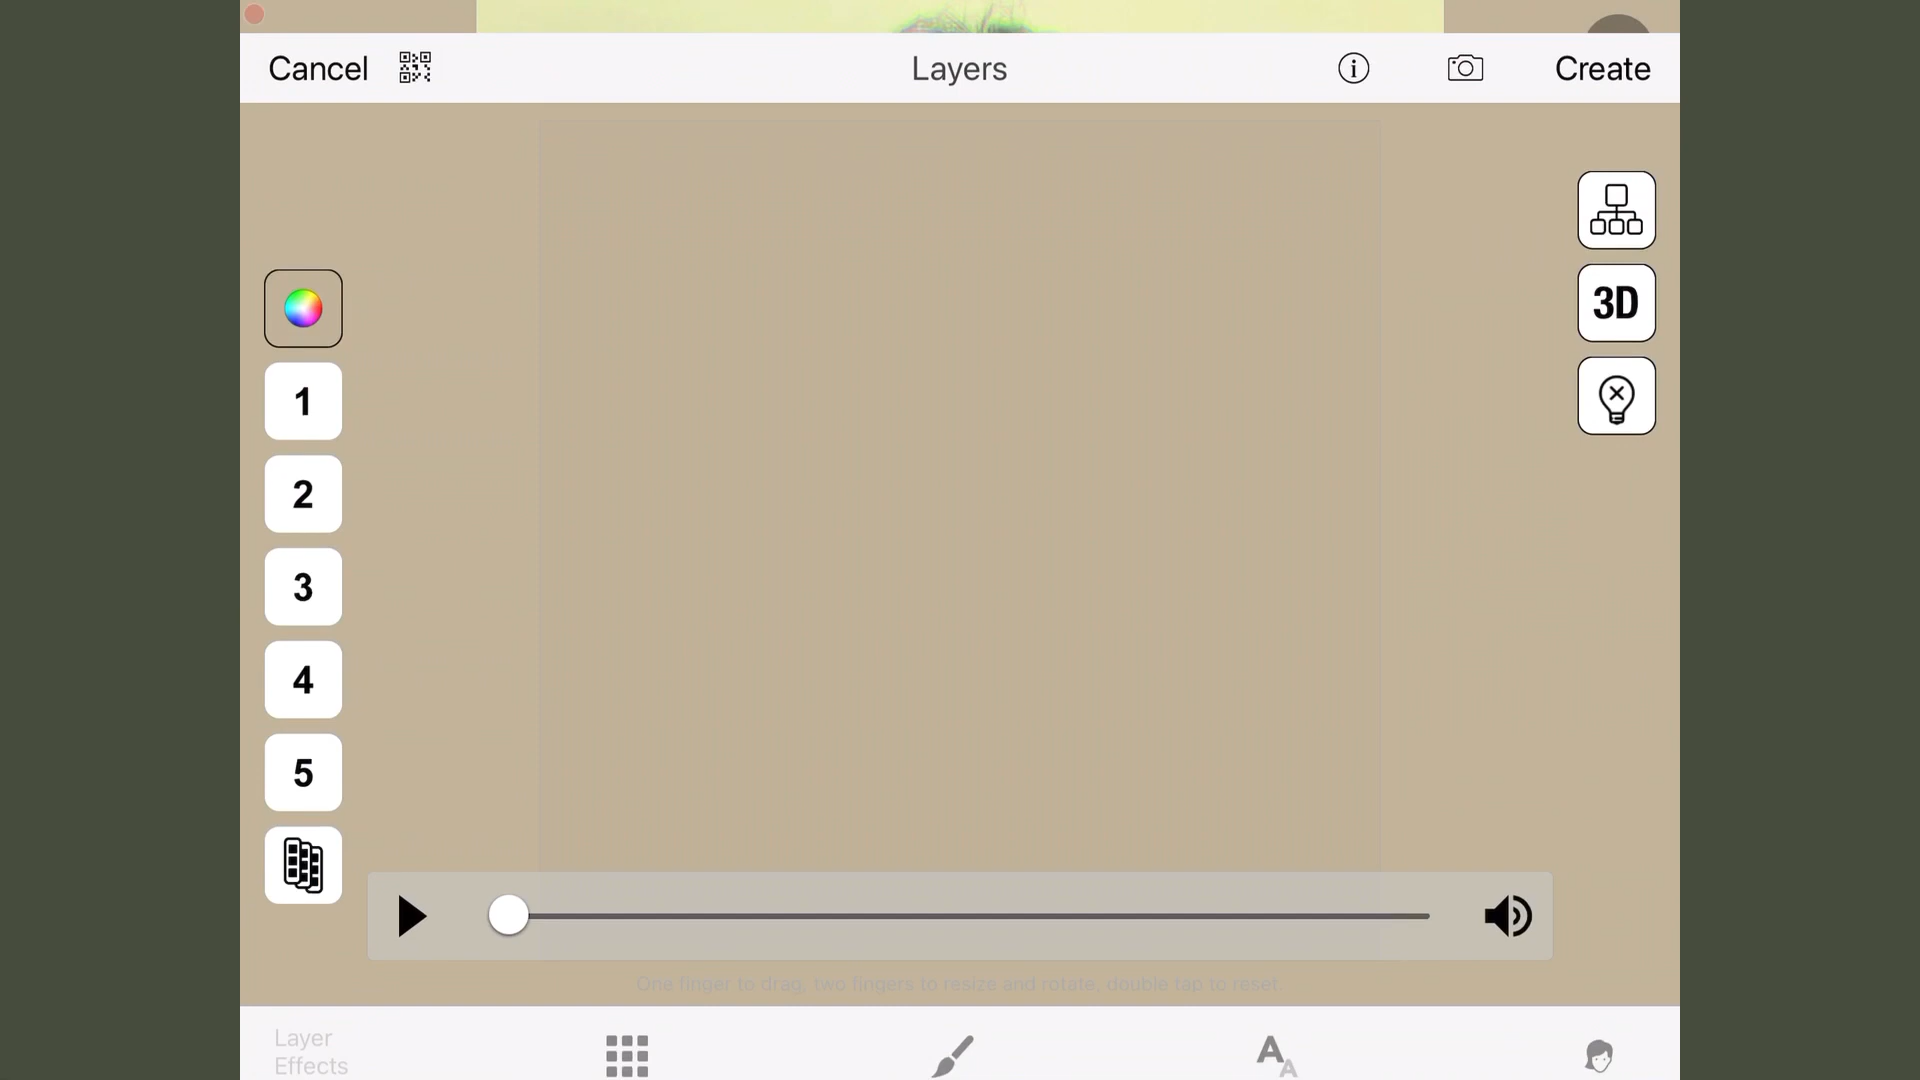 Cancel
Layers
Create
3D
1
2
3
4
5
One finger to drag, two fingers to resize and rotate, double tap to reset.
Layer
Effects
A
A